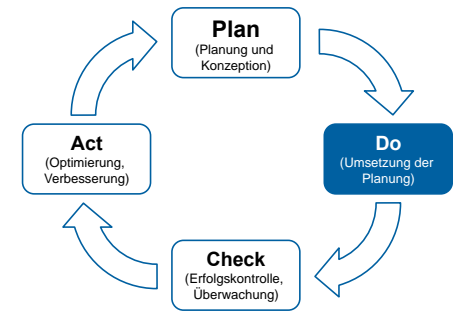 Plan
(Planung und
Konzeption)
Do
(Umsetzung der
Planung)
Check
(Erfolgskontrolle,
Überwachung)
Act
(Optimierung,
Verbesserung)